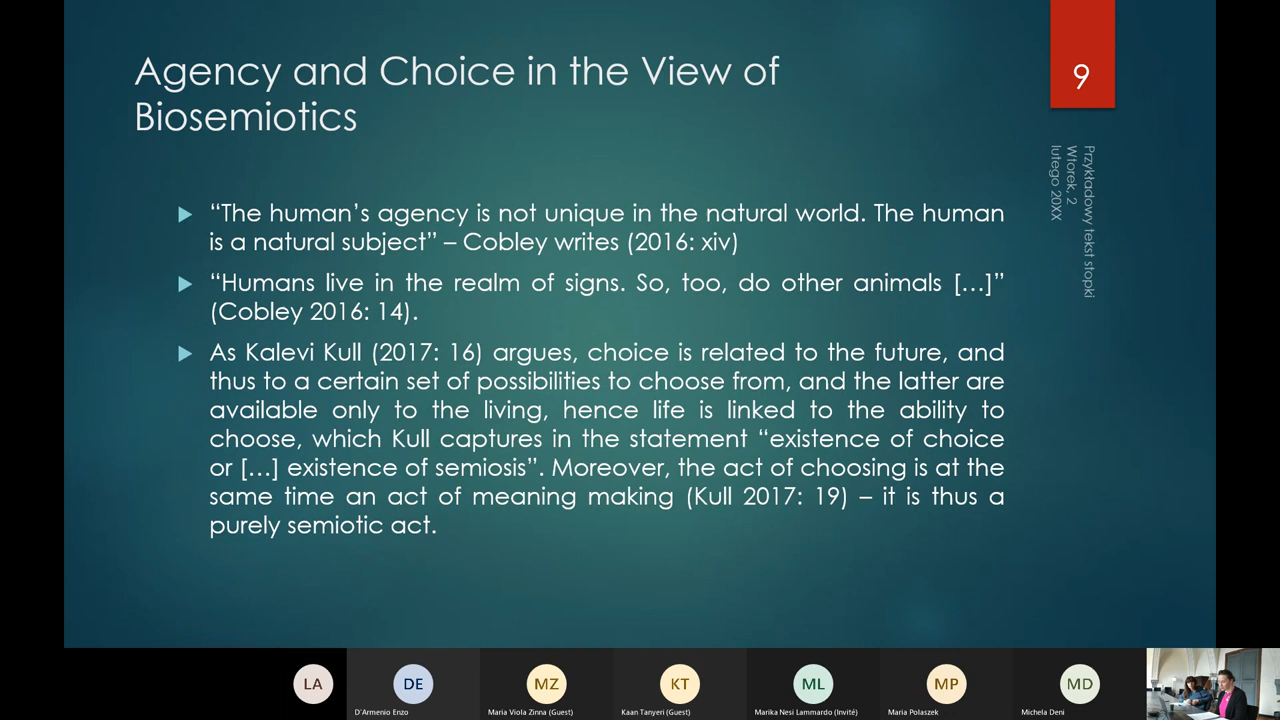 Agency and Choice in the View of
Biosemiotics
9
Przykładowy tekst stopki
Wtorek, 2
lutego 20XX
“The human’s agency is not unique in the natural world. The human
is a natural subject” – Cobley writes (2016: xiv)
“Humans live in the realm of signs. So, too, do other animals […]”
(Cobley 2016: 14).
As Kalevi Kull (2017: 16) argues, choice is related to the future, and
thus to a certain set of possibilities to choose from, and the latter are
available only to the living, hence life is linked to the ability to
choose, which Kull captures in the statement “existence of choice
or […] existence of semiosis”. Moreover, the act of choosing is at the
same time an act of meaning making (Kull 2017: 19) – it is thus a
purely semiotic act.
LA
DE
MZ
KT
ML
MP
MD
D'Armenio Enzo
Maria Viola Zinna (Guest)
Kaan Tanyeri (Guest)
Marika Nesi Lammardo (Invité)
Maria Polaszek
Michela Deni